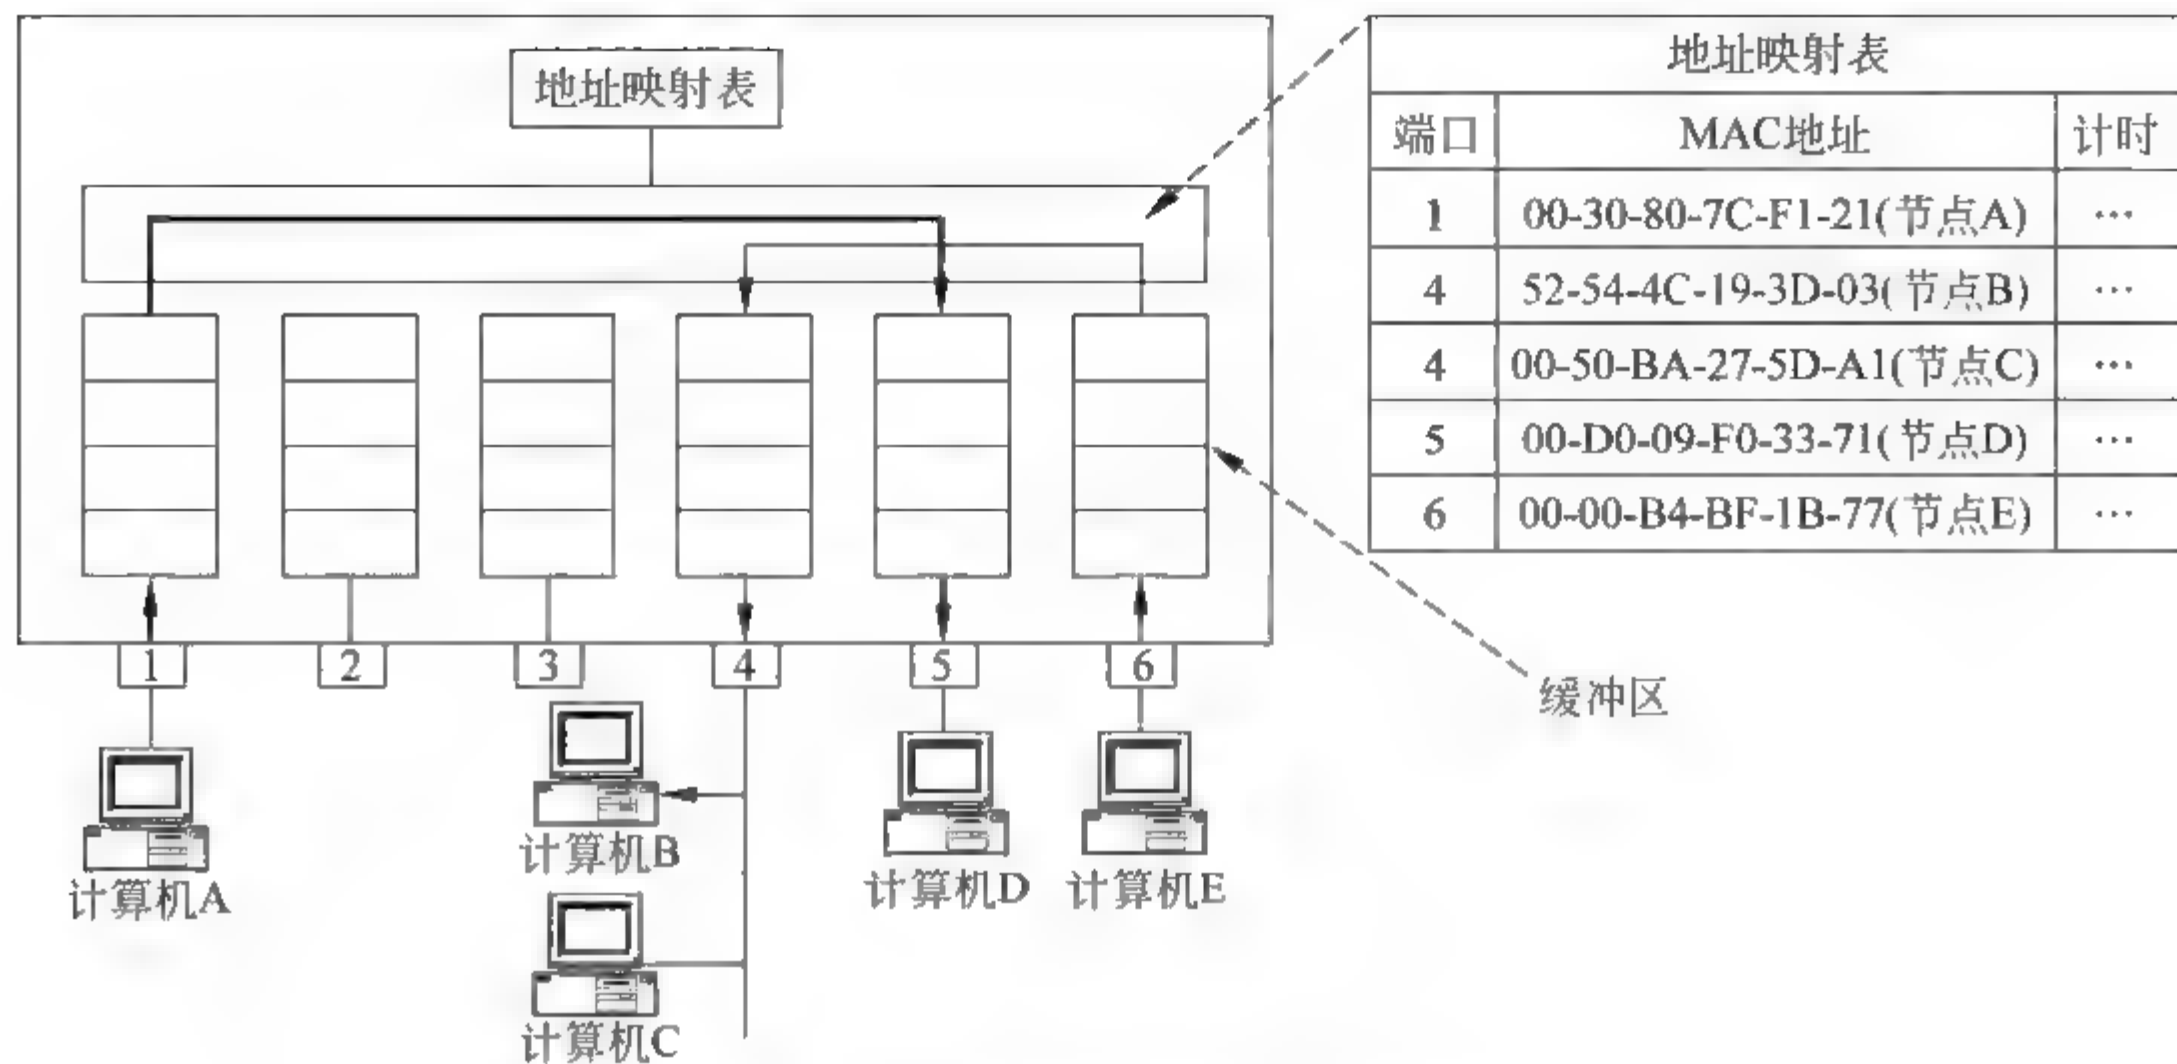 地址映射表
1
2
3
4
5
6
计算机A
计算机B
计算机C
计算机D
计算机E
缓冲区
地址映射表
端口 MAC地址 计时
1 00-30-80-7C-F1-21(节点A) …
4 52-54-4C-19-3D-03(节点B) …
4 00-50-BA-27-5D-A1(节点C) …
5 00-D0-09-F0-33-71(节点D) …
6 00-00-B4-BF-1B-77(节点E) …